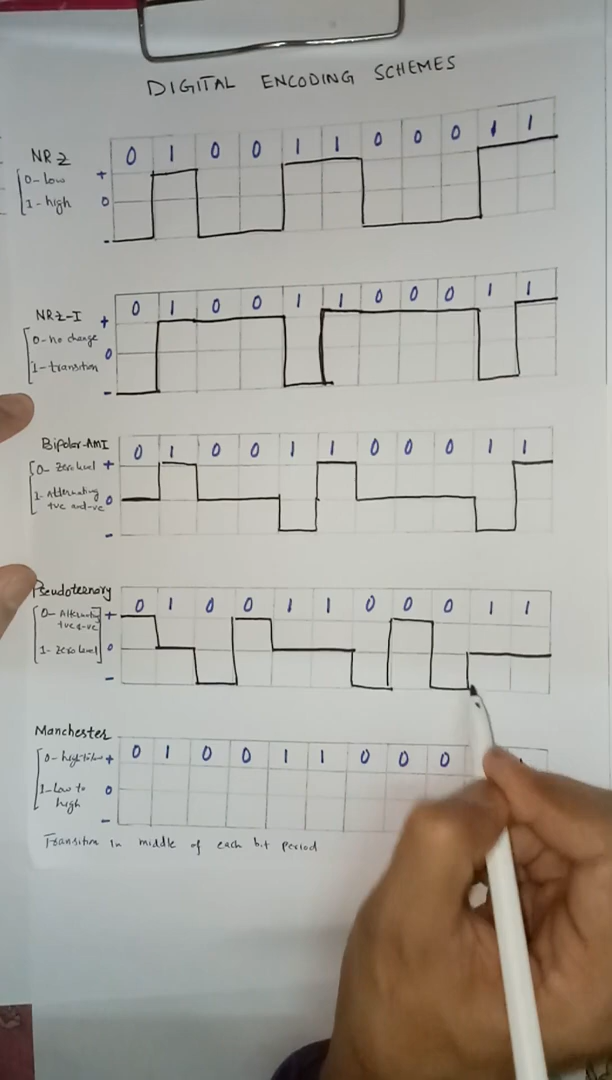 DIGITAL ENCODING SCHEMES
NRZ
0 1 0 0 1 1 0 0 0 1 1
0-low
+
1-high
0
-
NRZ-I
0 1 0 0 1 1 0 0 0 1 1
+
0-no change
0
1-transition
-
Bipolar-AMI
0 1 0 0 1 1 0 0 0 1 1
0- Zero level
+
1- Alternating
0
+ve and -ve
-
Pseudoternary
0 1 0 0 1 1 0 0 0 1 1
0- Alternating
+
+ve & -ve
1- Zero level
0
-
Manchester
0 1 0 0 1 1 0 0 0
0- high to
+
1-Low to
0
high
-
Transition in middle of each bit period